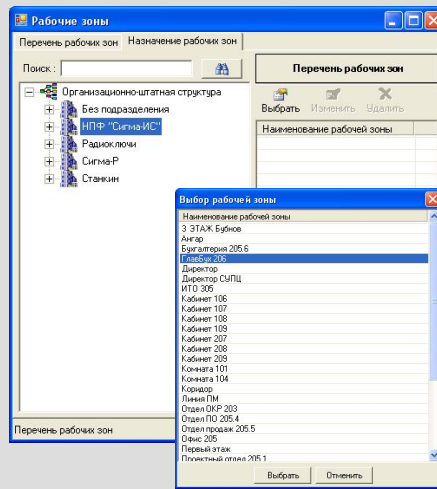 Рабочие зоны
Перечень рабочих зон Назначение рабочих зон
Поиск :
Перечень рабочих зон
Организационно-штатная структура
Без подразделения
НПФ "Сигма-ИС"
Радиоключи
Сигма-Р
Станкин
Выбрать Изменить Удалить
Наименование рабочей зоны
Выбор рабочей зоны
Наименование рабочей зоны
3 ЭТАЖ Бубнов
Ангар
Бухгалтерия 205.6
ГлавБух 206
Директор
Директор СУПЦ
ИТО 305
Кабинет 106
Кабинет 107
Кабинет 108
Кабинет 109
Кабинет 207
Кабинет 208
Кабинет 209
Комната 101
Комната 104
Коридор
Линия ПМ
Отдел ОКР 203
Отдел ПО 205.4
Отдел продаж 205.5
Офис 205
Первый этаж
Проектный отдел 205.1
Выбрать Отменить
Перечень рабочих зон